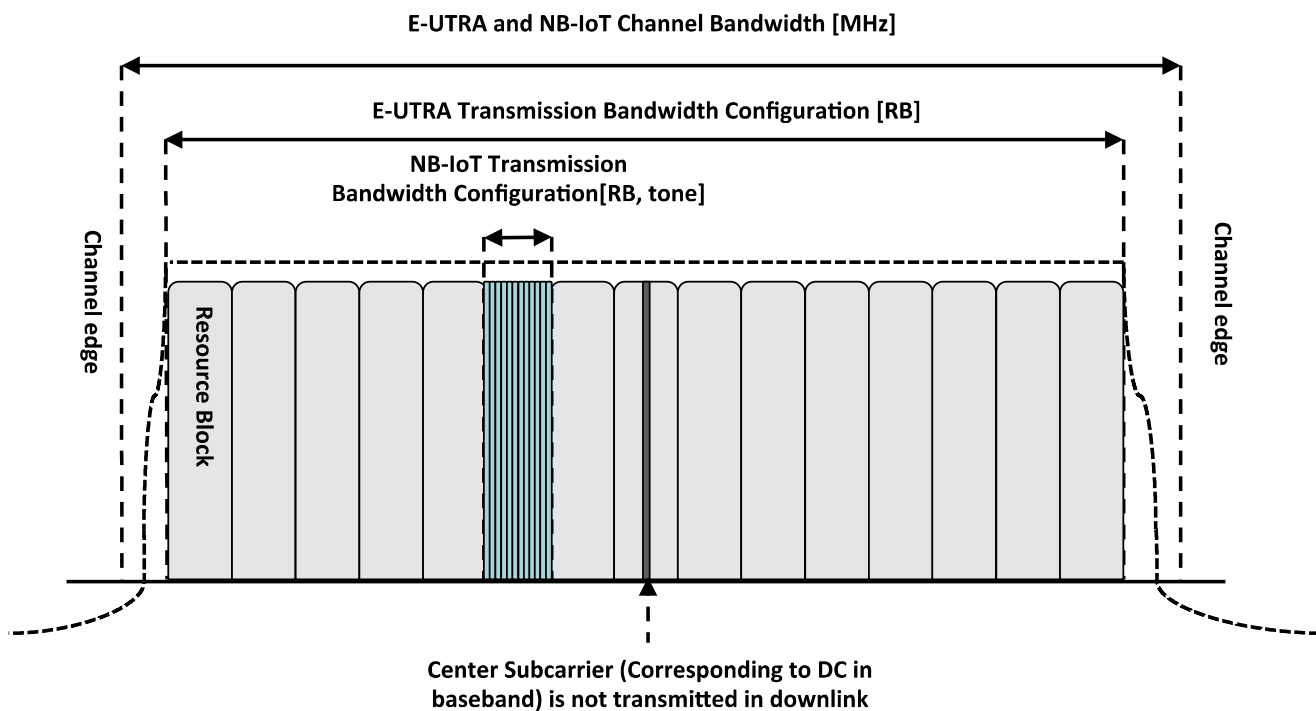 E-UTRA and NB-IoT Channel Bandwidth [MHz]
E-UTRA Transmission Bandwidth Configuration [RB]
NB-IoT Transmission
Bandwidth Configuration[RB, tone]
Channel edge
Channel edge
Resource Block
Center Subcarrier (Corresponding to DC in
baseband) is not transmitted in downlink